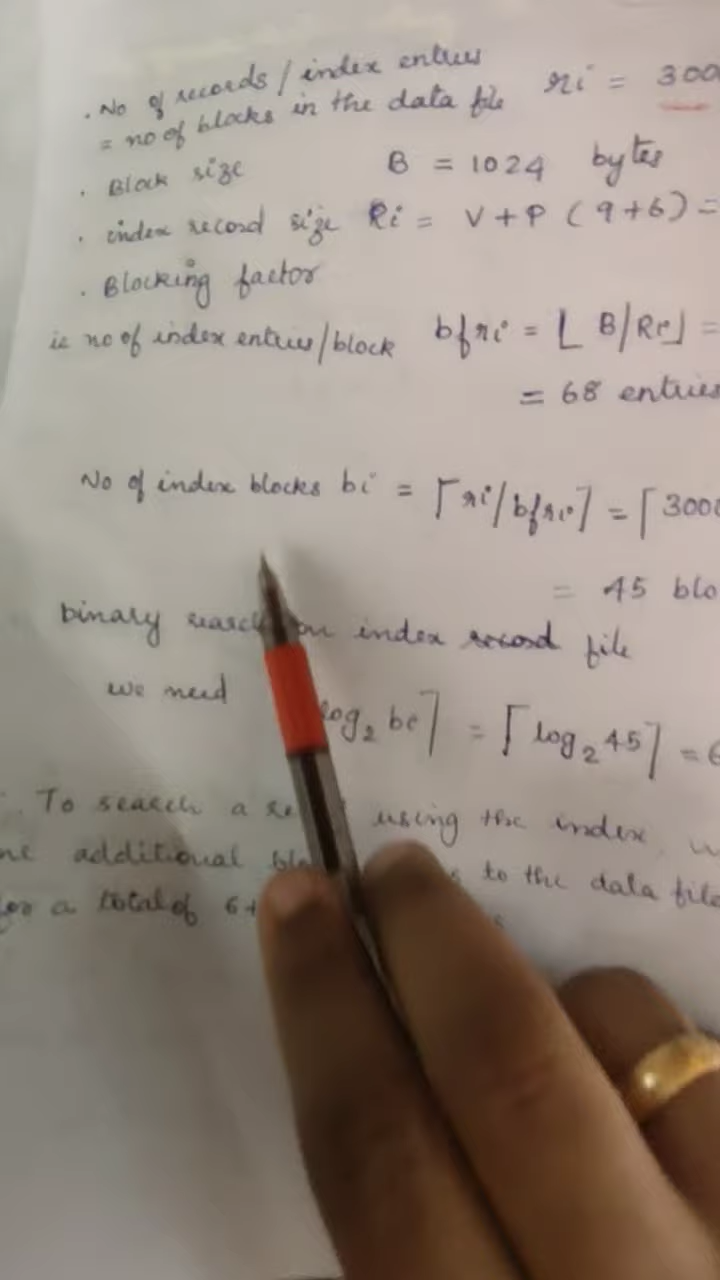 . No of records / index entries ri = 300
= no of blocks in the data file
. Block size B = 1024 bytes
. index record size Ri = V + P (9+6) =
. Blocking factor
ie no of index entries/block bfri = ⌊ B/Ri ⌋ =
= 68 entries
No of index blocks bi = ⌈ ri/bfri ⌉ = ⌈ 300
= 45 blo
binary search on index record file
we need log₂ bi ⌉ = ⌈ log₂ 45 ⌉ = 6
∴ To search a using the index
additional to the data file
for a total of 6+